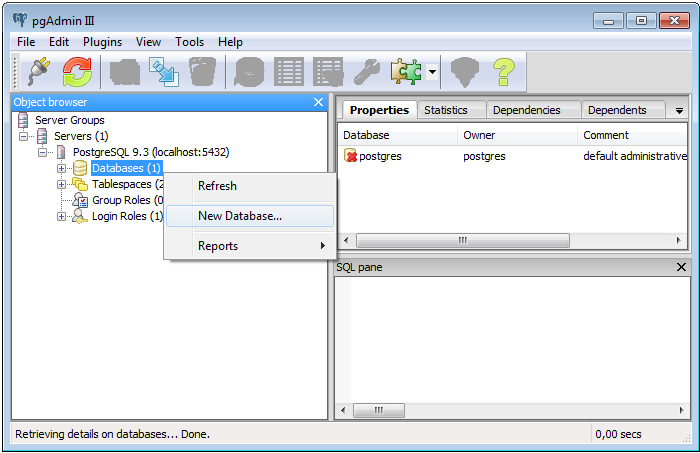 pgAdmin III
File Edit Plugins View Tools Help
Object browser
Server Groups
Servers (1)
PostgreSQL 9.3 (localhost:5432)
Databases (1)
Tablespaces (2
Group Roles (0
Login Roles (1)
Refresh
New Database...
Reports
Properties Statistics Dependencies Dependents
Database Owner Comment
postgres postgres default administrative
SQL pane
Retrieving details on databases... Done. 0,00 secs